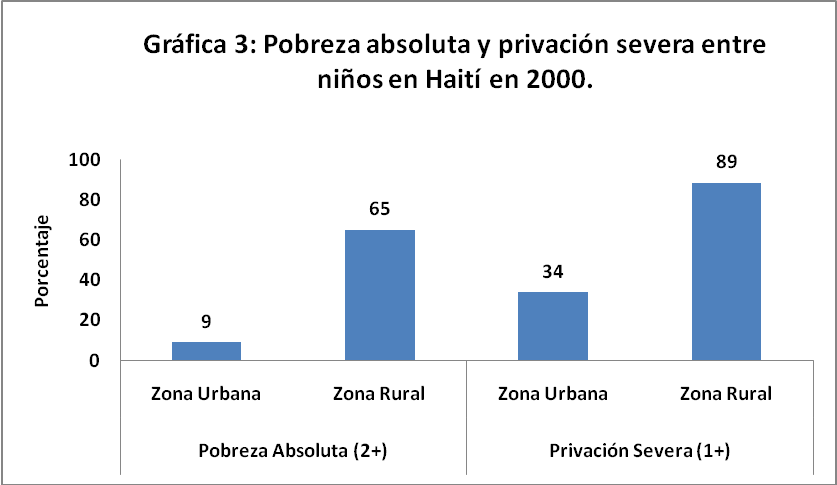 Gráfica 3: Pobreza absoluta y privación severa entre
niños en Haití en 2000.
Porcentaje
100
80
60
40
20
0
9
65
34
89
Zona Urbana
Zona Rural
Zona Urbana
Zona Rural
Pobreza Absoluta (2+)
Privación Severa (1+)